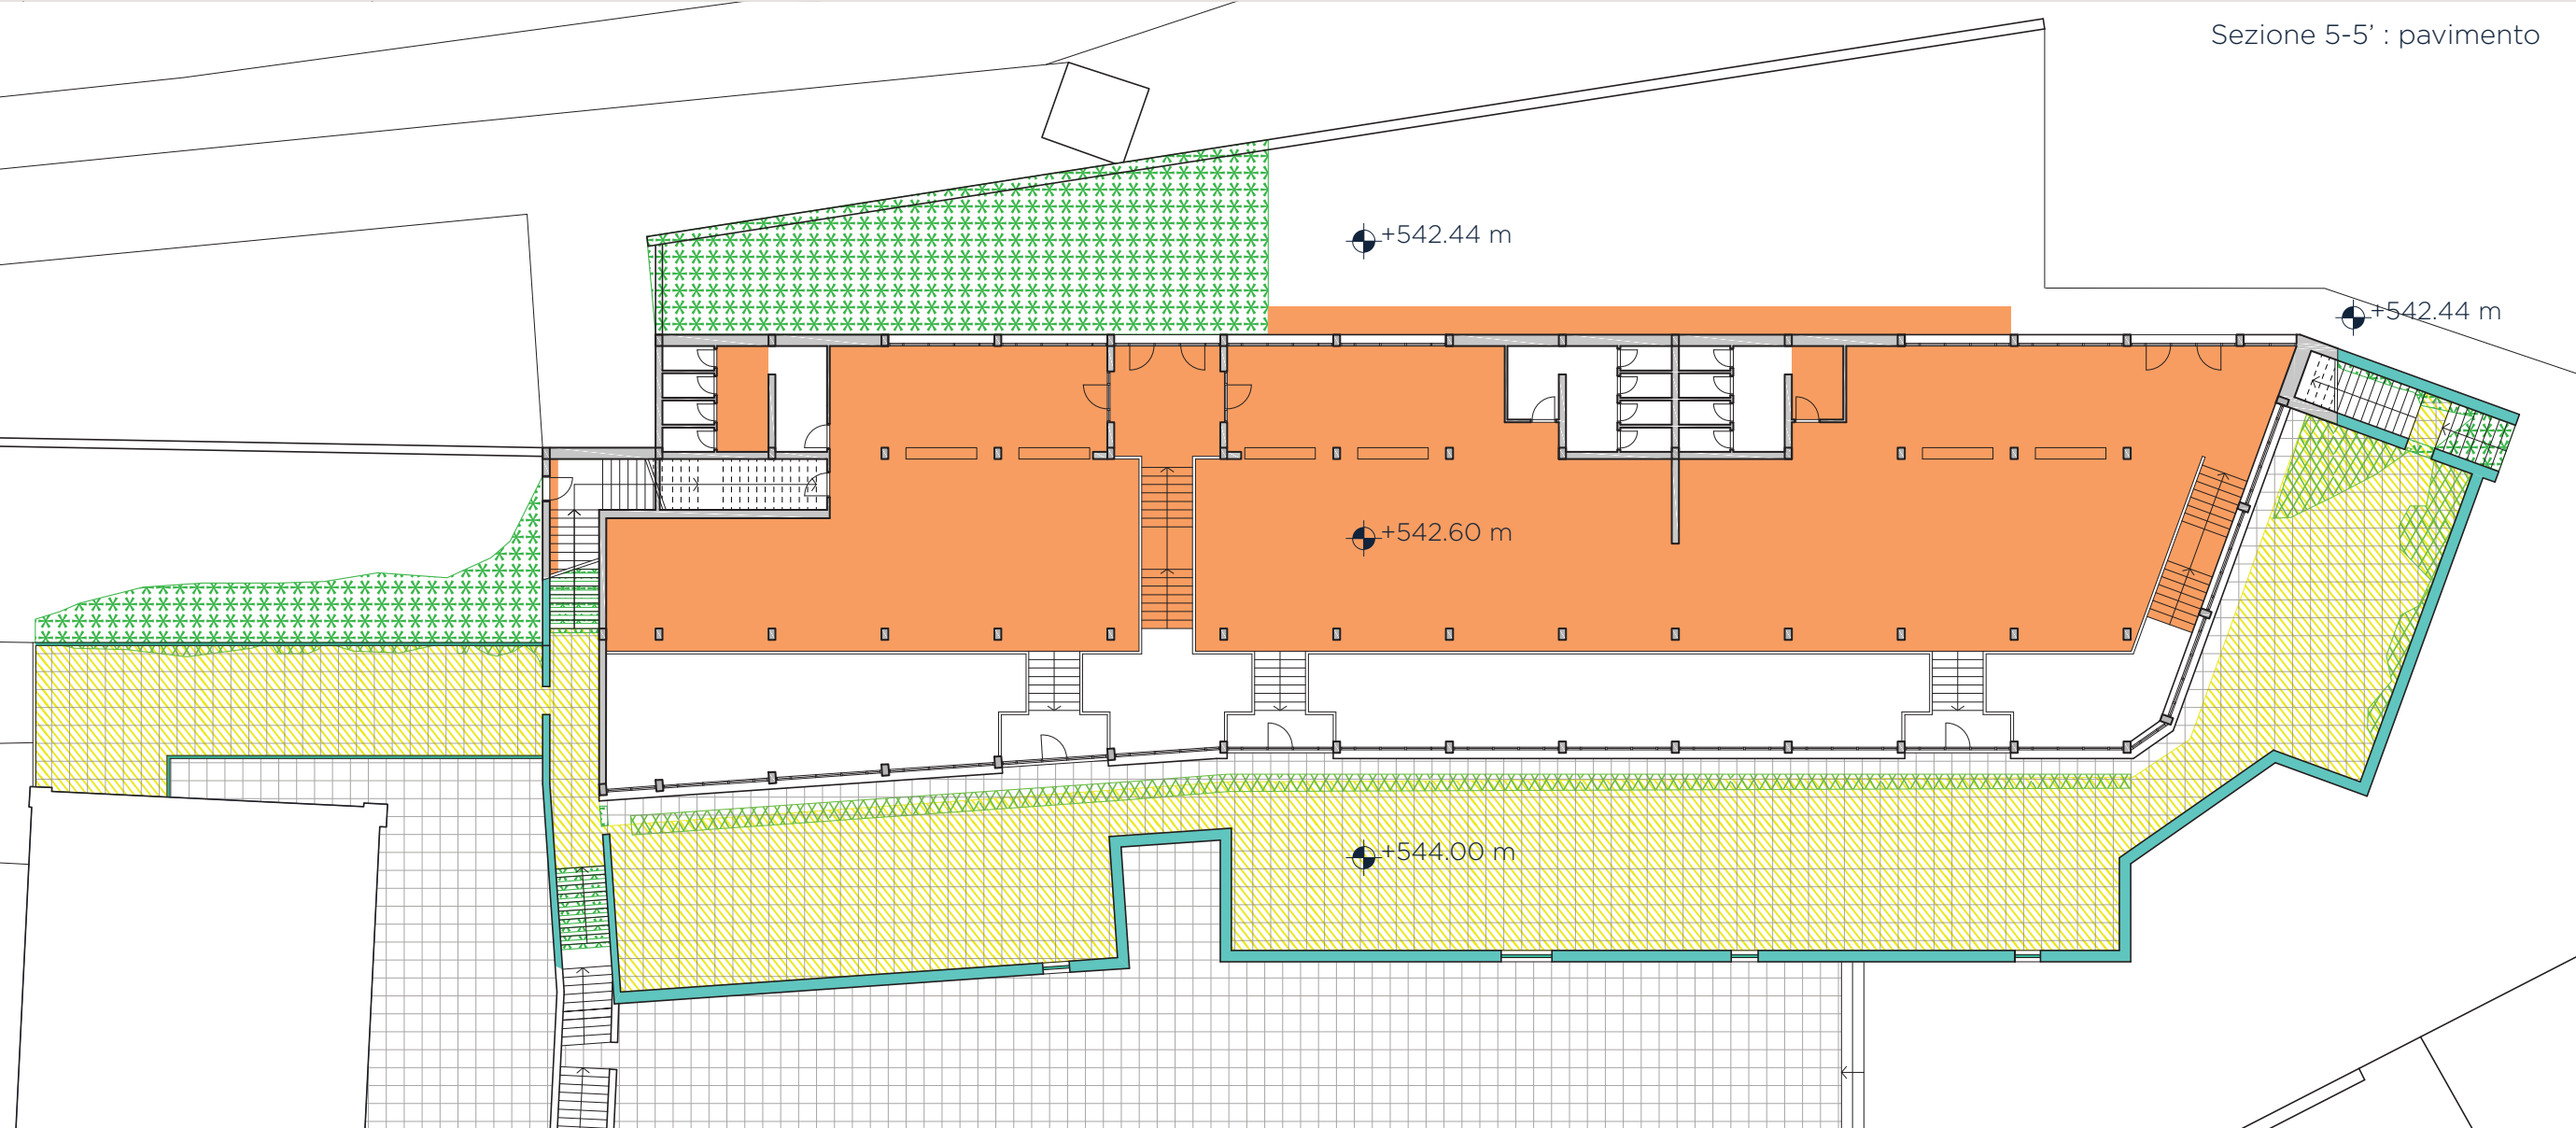 Sezione 5-5’ : pavimento
+542.44 m
+542.44 m
+542.60 m
+544.00 m